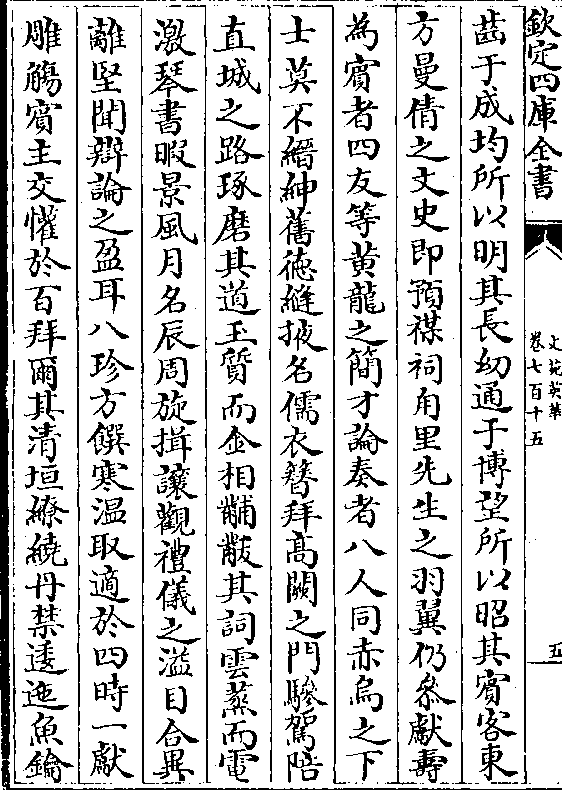 欽定四庫全書
文苑英華
卷七百十五
五
齒于成均所以明其長幼通于博望所以昭其賓客東
方曼倩之文史即預禖祠甪里先生之羽翼仍叅獻壽
為賓者四友等黄龍之簡才論奏者八人同赤烏之下
士莫不縉紳舊徳縫掖名儒衣簪拜髙闕之門驂駕陪
直城之路琢磨其道玉質而金相黼黻其詞雲蒸而電
激琴書暇景風月名辰周旋揖讓觀禮儀之溢目合異
離堅聞辯論之盈耳八珍方饌寒温取適於四時一獻
雕觴賓主交懽於百拜爾其清垣繚繞丹禁逶迤魚鑰